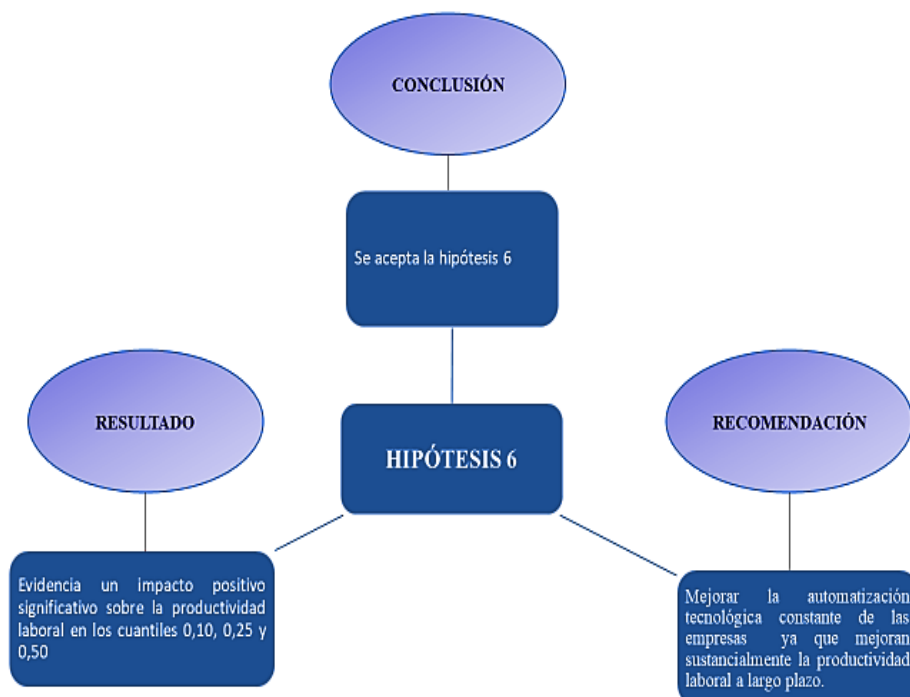 CONCLUSIÓN
Se acepta la hipótesis 6
RESULTADO
HIPÓTESIS 6
RECOMENDACIÓN
Evidencia un impacto positivo
significativo sobre la productividad
laboral en los cuantiles 0,10, 0,25 y
0,50
Mejorar la automatización
tecnológica constante de las
empresas ya que mejoran
sustancialmente la productividad
laboral a largo plazo.